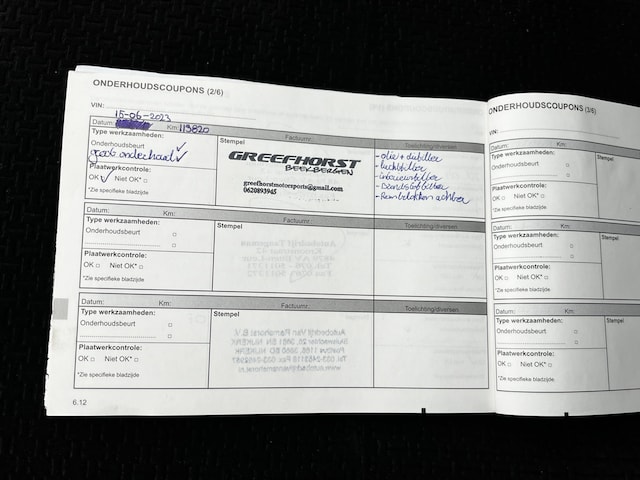 ONDERHOUDSCOUPONS (2/6)
VIN:
15-06-2023
Datum: Km: 119820 Factuurnr.
Type werkzaamheden: Stempel Toelichting/diversen
Onderhoudsbeurt ✓
groot onderhoud ✓
Plaatwerkcontrole:
OK ✓ Niet OK* □
*Zie specifieke bladzijde
GREEFHORST
BEEKBERGEN
greefhorstmotorsports@gmail.com
0620893945
- olie + oliefilter
- luchtfilter
- interieurfilter
- brandstoffilter
- Remblokken achter
Datum: Km: Factuurnr.
Type werkzaamheden: Stempel Toelichting/diversen
Onderhoudsbeurt □
□
Plaatwerkcontrole:
OK □ Niet OK* □
*Zie specifieke bladzijde
Datum: Km: Factuurnr.
Type werkzaamheden: Stempel Toelichting/diversen
Onderhoudsbeurt □
□
Plaatwerkcontrole:
OK □ Niet OK* □
*Zie specifieke bladzijde
6.12
ONDERHOUDSCOUPONS (3/6)
VIN:
Datum: Km:
Type werkzaamheden: Stempel
Onderhoudsbeurt □
□
Plaatwerkcontrole:
OK □ Niet OK* □
*Zie specifieke bladzijde
Datum: Km:
Type werkzaamheden: Stempel
Onderhoudsbeurt □
□
Plaatwerkcontrole:
OK □ Niet OK* □
*Zie specifieke bladzijde
Datum: Km:
Type werkzaamheden: Stempel
Onderhoudsbeurt □
□
Plaatwerkcontrole:
OK □ Niet OK* □
*Zie specifieke bladzijde